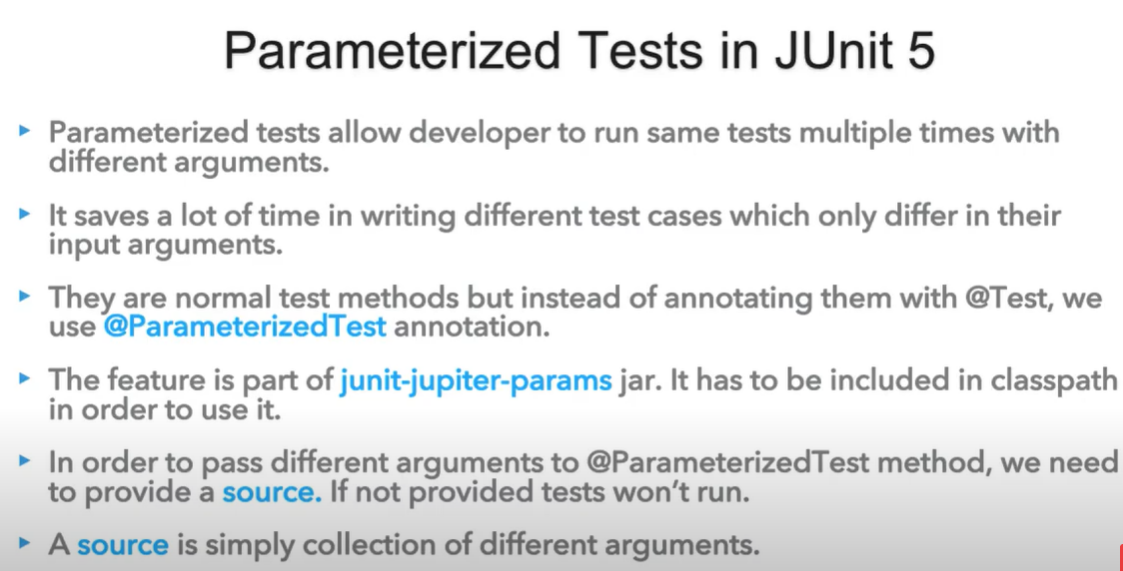 Parameterized Tests in JUnit 5
Parameterized tests allow developer to run same tests multiple times with
different arguments.
It saves a lot of time in writing different test cases which only differ in their
input arguments.
They are normal test methods but instead of annotating them with @Test, we
use @ParameterizedTest annotation.
The feature is part of junit-jupiter-params jar. It has to be included in classpath
in order to use it.
In order to pass different arguments to @ParameterizedTest method, we need
to provide a source. If not provided tests won't run.
A source is simply collection of different arguments.